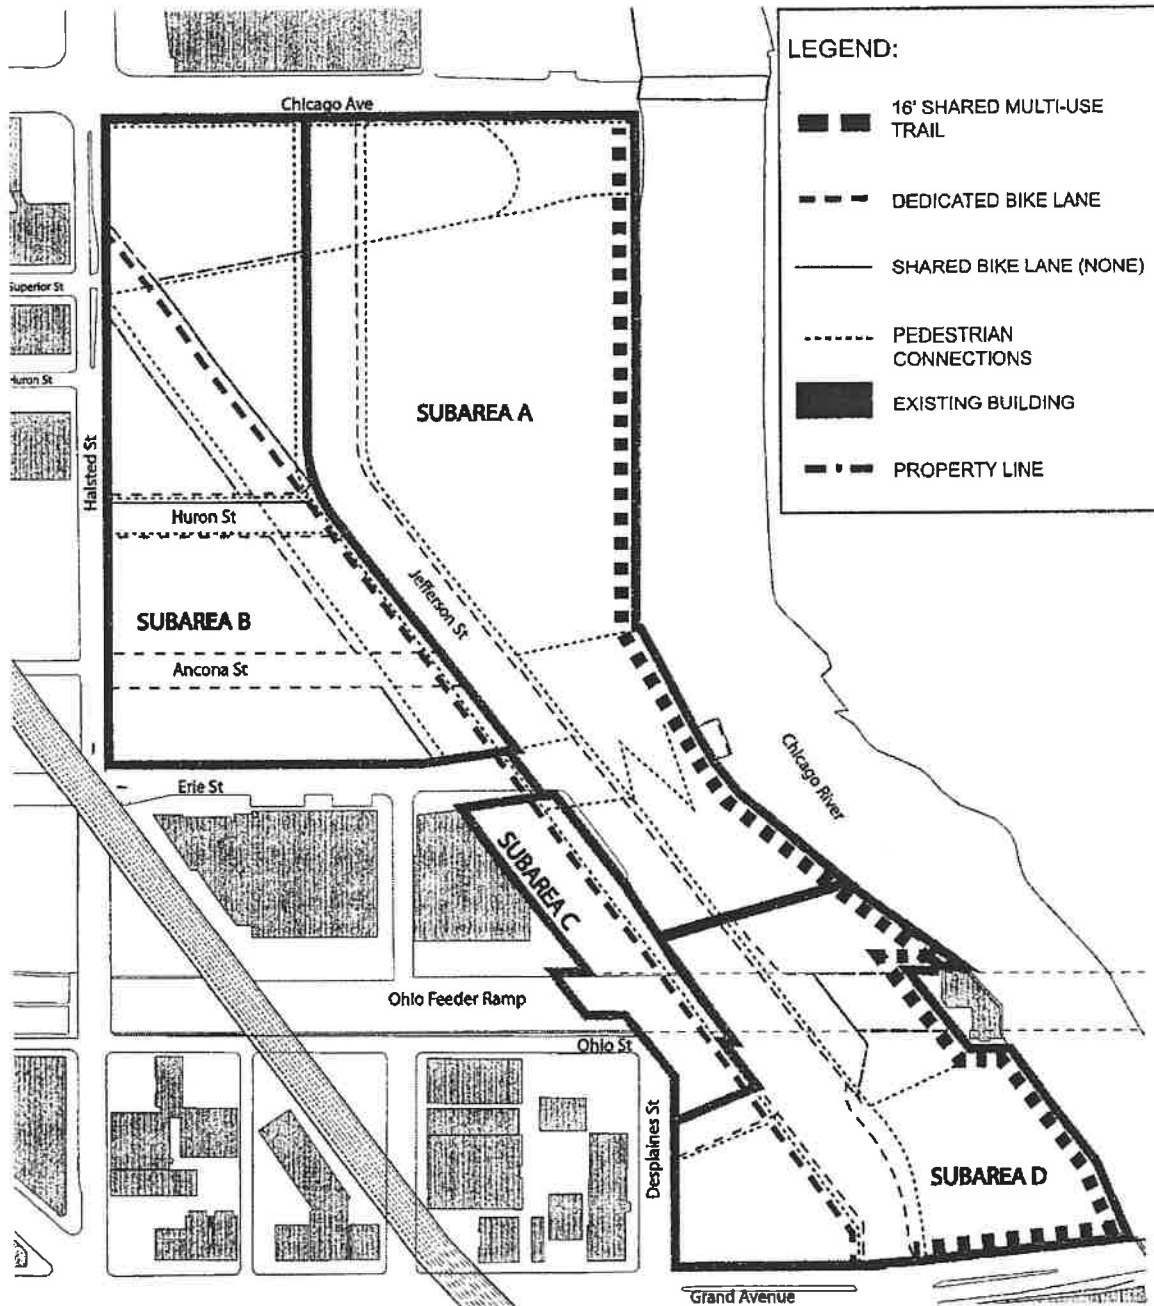 LEGEND:
16' SHARED MULTI-USE
TRAIL
DEDICATED BIKE LANE
SHARED BIKE LANE (NONE)
PEDESTRIAN
CONNECTIONS
EXISTING BUILDING
PROPERTY LINE
Chicago Ave
Superior St
Huron St
Halsted St
SUBAREA A
Huron St
Jefferson St
SUBAREA B
Ancona St
Chicago River
Erie St
SUBAREA C
Ohio Feeder Ramp
Ohio St
Desplaines St
SUBAREA D
Grand Avenue